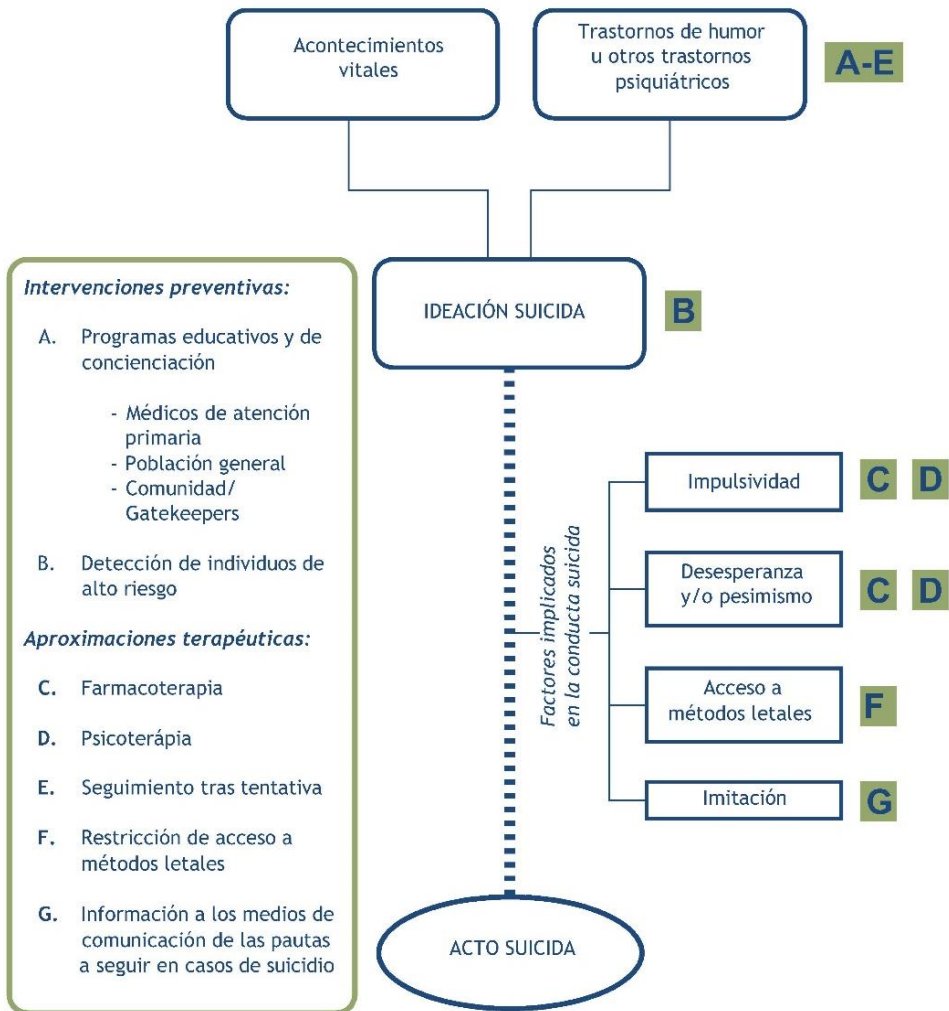 Acontecimientos
vitales
Trastornos de humor
u otros trastornos
psiquiátricos
A-E
IDEACIÓN SUICIDA
B
Intervenciones preventivas:
A. Programas educativos y de
concienciación
- Médicos de atención
primaria
- Población general
- Comunidad/
Gatekeepers
B. Detección de individuos de
alto riesgo
Aproximaciones terapéuticas:
C. Farmacoterapia
D. Psicoterápia
E. Seguimiento tras tentativa
F. Restricción de acceso a
métodos letales
G. Información a los medios de
comunicación de las pautas
a seguir en casos de suicidio
Factores implicados
en la conducta suicida
Impulsividad
C D
Desesperanza
y/o pesimismo
C D
Acceso a
métodos letales
F
Imitación
G
ACTO SUICIDA